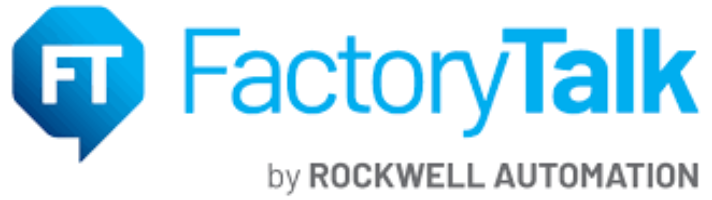 FT FactoryTalk
by ROCKWELL AUTOMATION